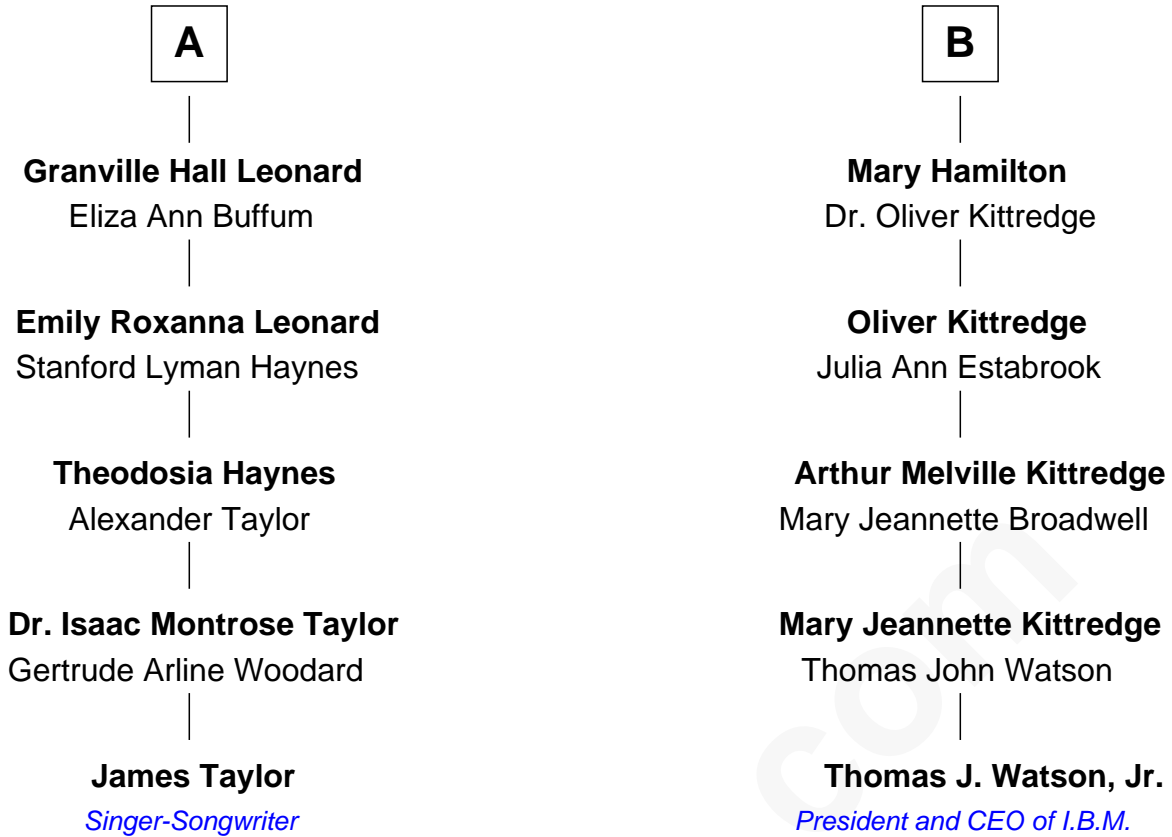 A
B
Granville Hall Leonard
Eliza Ann Buffum
Mary Hamilton
Dr. Oliver Kittredge
Emily Roxanna Leonard
Stanford Lyman Haynes
Oliver Kittredge
Julia Ann Estabrook
Theodosia Haynes
Alexander Taylor
Arthur Melville Kittredge
Mary Jeannette Broadwell
Dr. Isaac Montrose Taylor
Gertrude Arline Woodard
Mary Jeannette Kittredge
Thomas John Watson
James Taylor
Singer-Songwriter
Thomas J. Watson, Jr.
President and CEO of I.B.M.
com